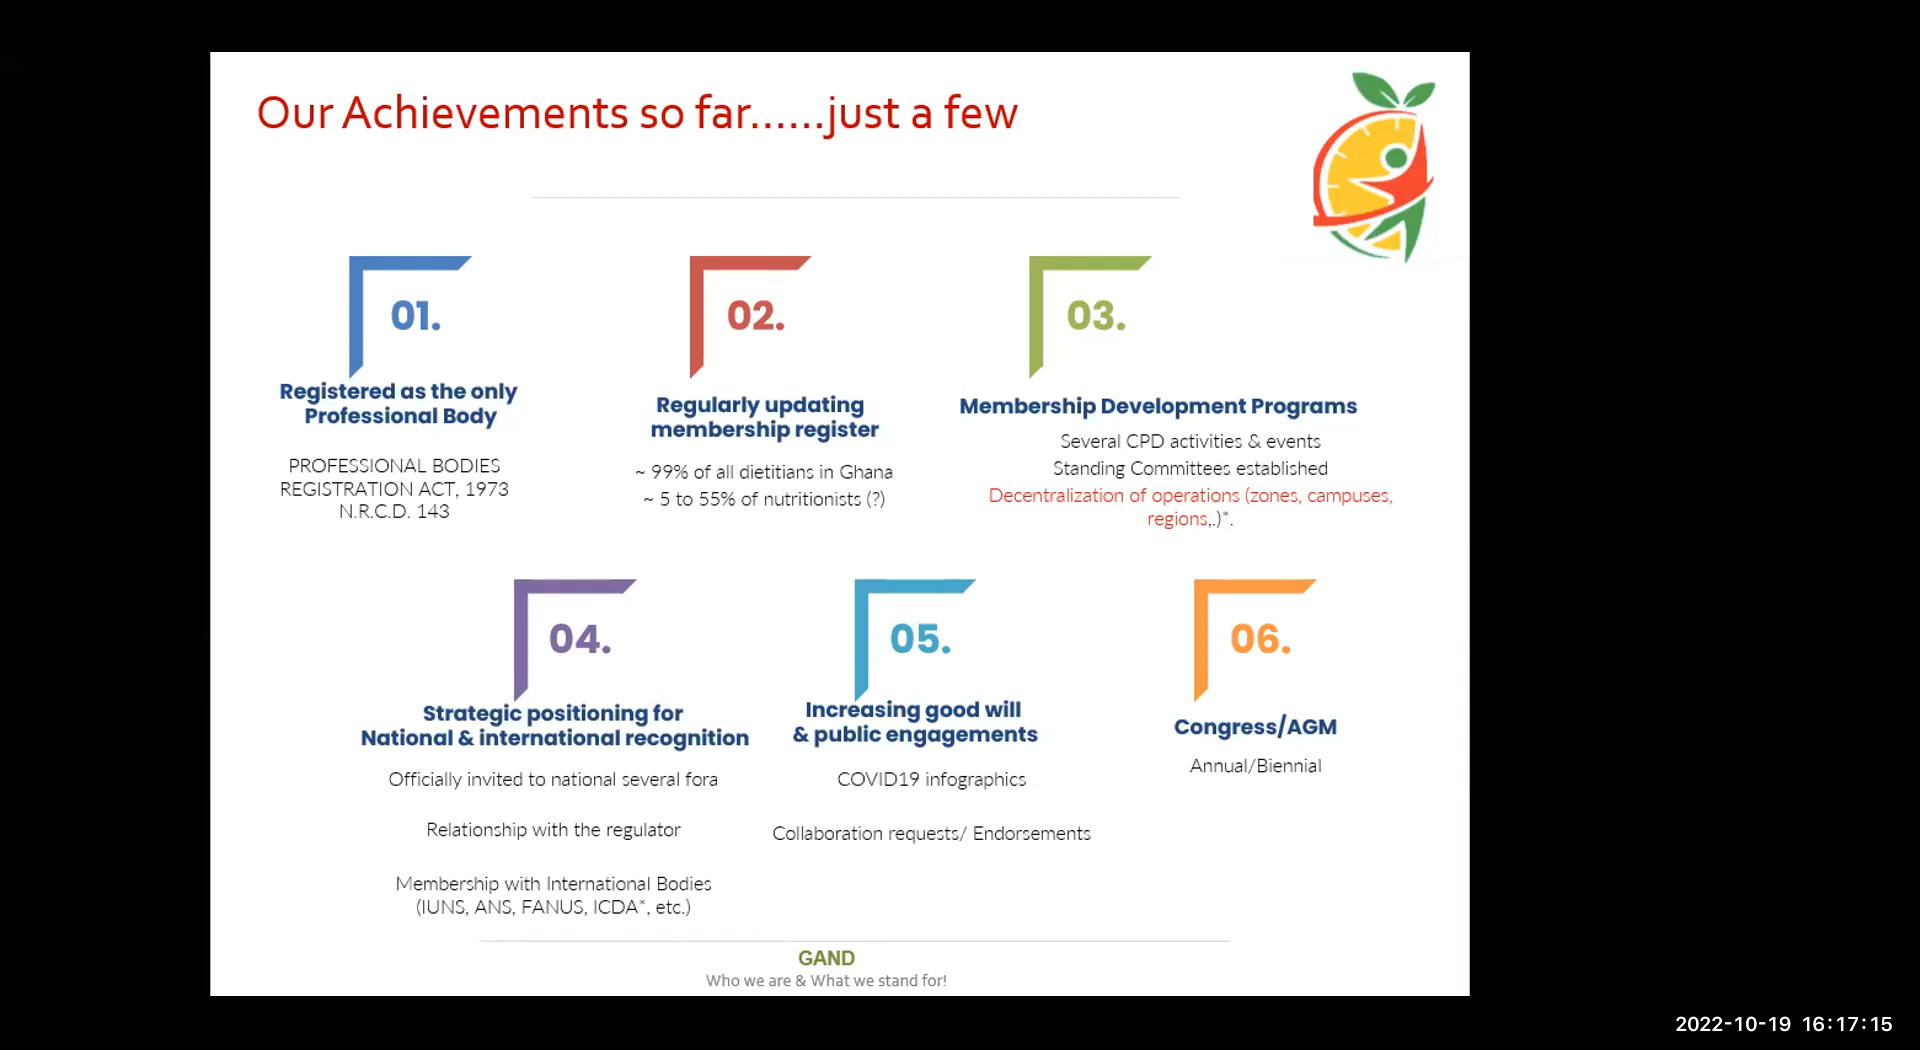 Our Achievements so far......just a few
01.
Registered as the only
Professional Body
PROFESSIONAL BODIES
REGISTRATION ACT, 1973
N.R.C.D. 143
02.
Regularly updating
membership register
~ 99% of all dietitians in Ghana
~ 5 to 55% of nutritionists (?)
03.
Membership Development Programs
Several CPD activities & events
Standing Committees established
Decentralization of operations (zones, campuses,
regions,.)*.
04.
Strategic positioning for
National & international recognition
Officially invited to national several fora
Relationship with the regulator
Membership with International Bodies
(IUNS, ANS, FANUS, ICDA*, etc.)
05.
Increasing good will
& public engagements
COVID19 infographics
Collaboration requests/ Endorsements
06.
Congress/AGM
Annual/Biennial
GAND
Who we are & What we stand for!
2022-10-19 16:17:15